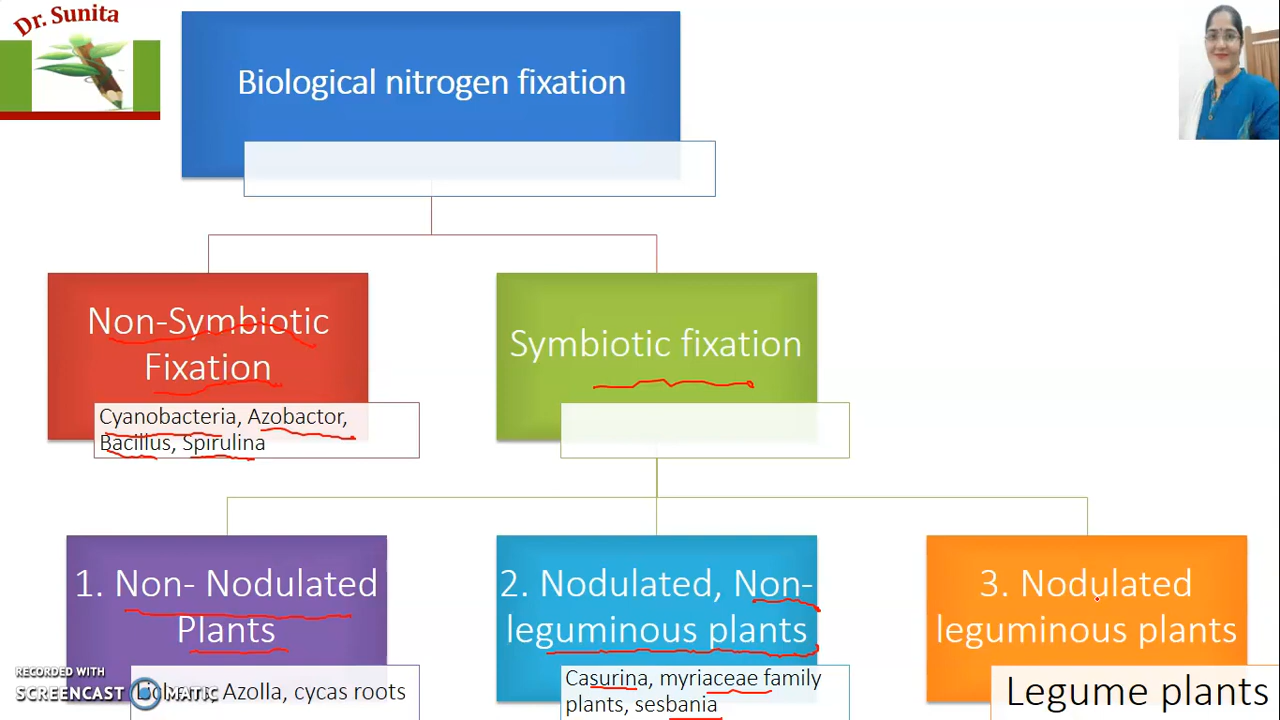 Dr. Sunita
Biological nitrogen fixation
Non-Symbiotic
Fixation
Cyanobacteria, Azobactor,
Bacillus, Spirulina
Symbiotic fixation
1. Non- Nodulated
Plants
Azolla, cycas roots
2. Nodulated, Non-
leguminous plants
Casurina, myriaceae family
plants, sesbania
3. Nodulated
leguminous plants
Legume plants
RECORDED WITH
SCREENCAST MATIC